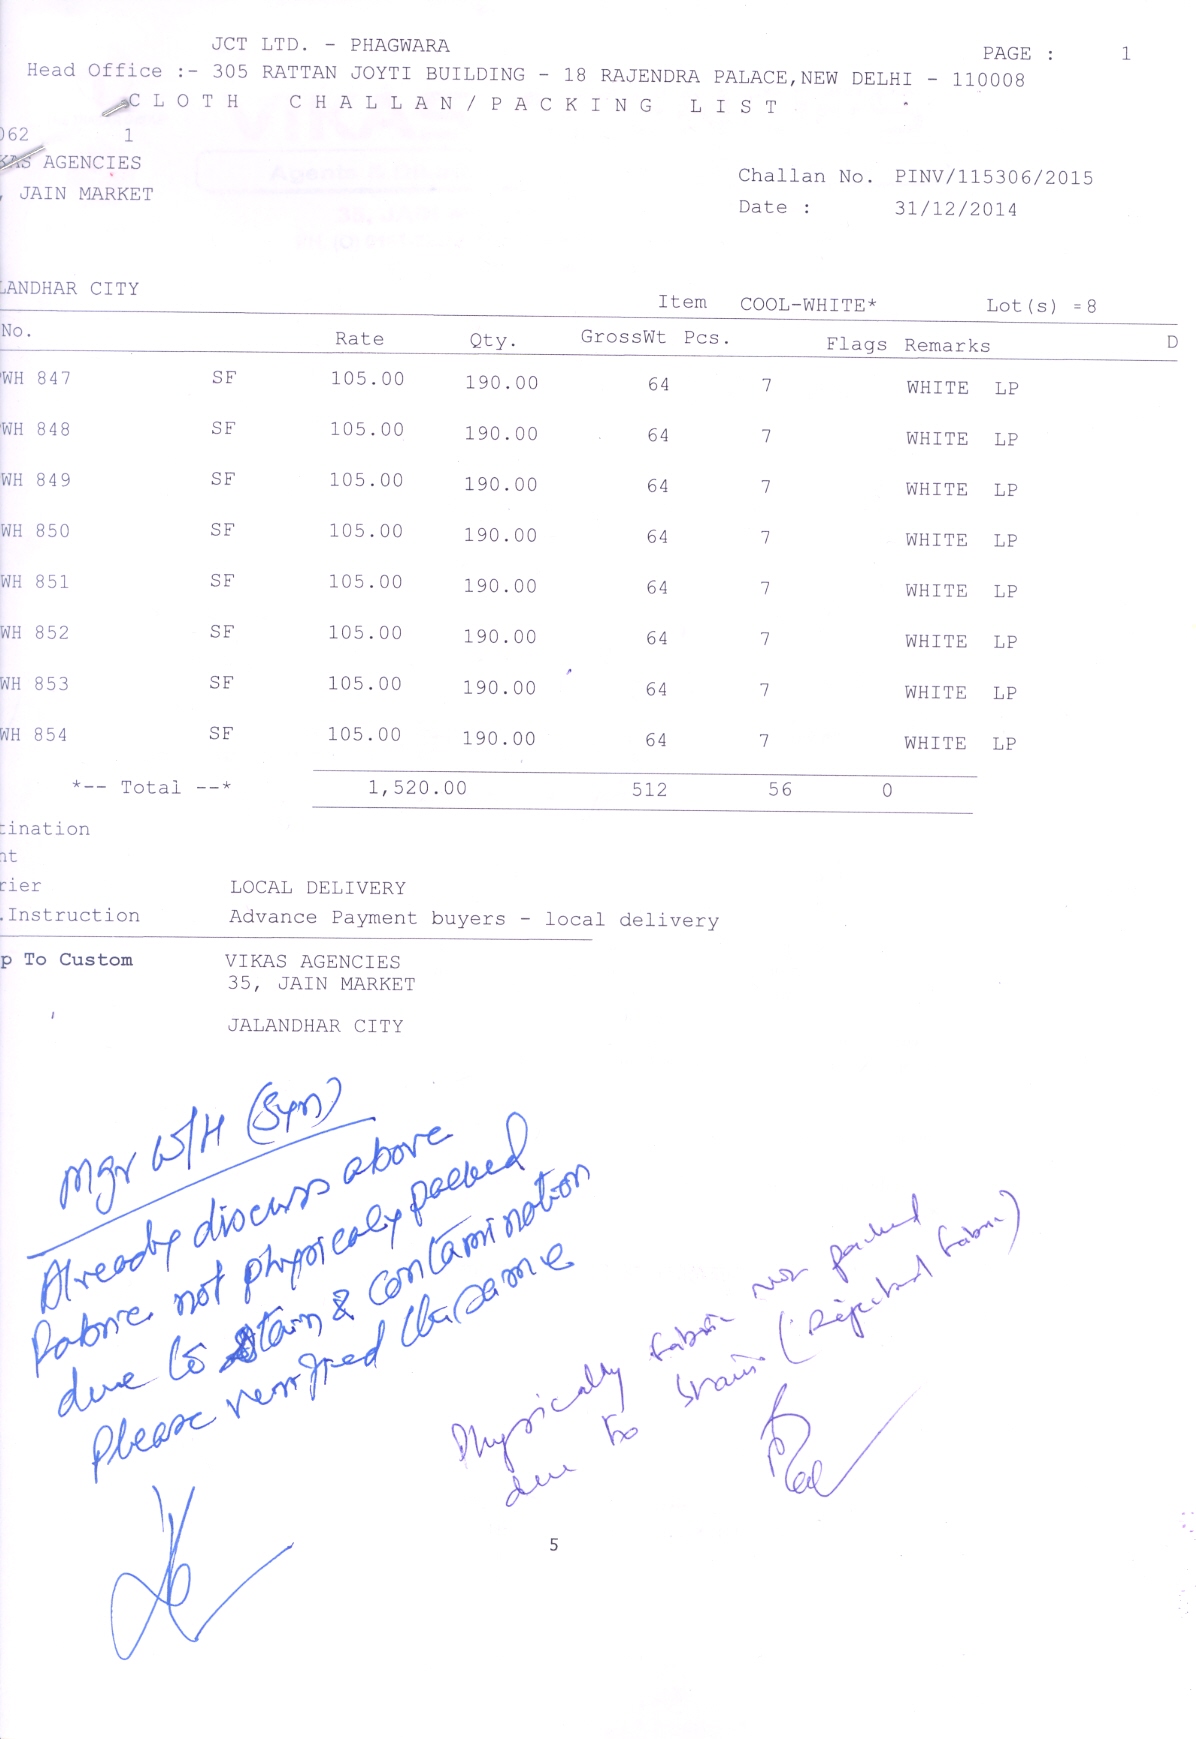 JCT LTD. - PHAGWARA
PAGE : 1
Head Office :- 305 RATTAN JOYTI BUILDING - 18 RAJENDRA PALACE,NEW DELHI - 110008
CLOTH CHALLAN/PACKING LIST
062 1
KAS AGENCIES
, JAIN MARKET
Challan No. PINV/115306/2015
Date : 31/12/2014
LANDHAR CITY
Item COOL-WHITE* Lot(s) =8
No. Rate Qty. GrossWt Pcs. Flags Remarks D
WH 847 SF 105.00 190.00 64 7 WHITE LP
WH 848 SF 105.00 190.00 64 7 WHITE LP
WH 849 SF 105.00 190.00 64 7 WHITE LP
WH 850 SF 105.00 190.00 64 7 WHITE LP
WH 851 SF 105.00 190.00 64 7 WHITE LP
WH 852 SF 105.00 190.00 64 7 WHITE LP
WH 853 SF 105.00 190.00 64 7 WHITE LP
WH 854 SF 105.00 190.00 64 7 WHITE LP
*-- Total --* 1,520.00 512 56 0
tination
nt
rier LOCAL DELIVERY
.Instruction Advance Payment buyers - local delivery
p To Custom VIKAS AGENCIES
35, JAIN MARKET
JALANDHAR CITY
Mgr W/H (Syn)
Already discuss above
Fabric not physicaly packed
due to stain & contamination
Please verified the same
Physically fabric not packed
due to strain (Rejected fabric)
5